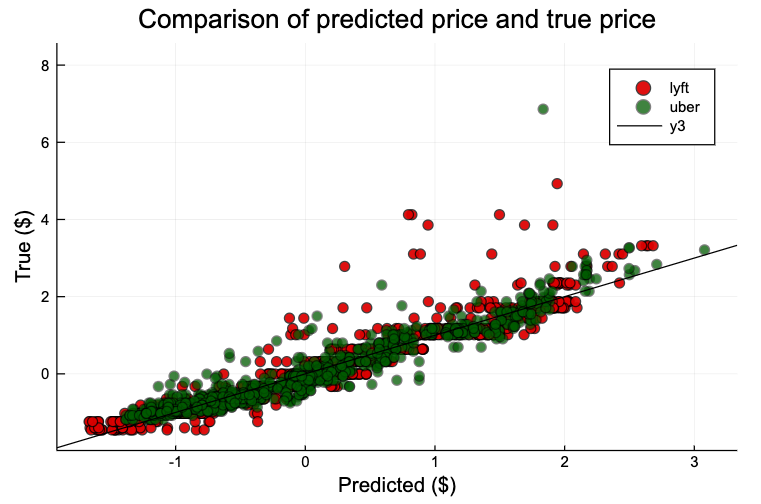 Comparison of predicted price and true price
lyft
uber
y3
True ($)
8
6
4
2
0
-1
0
1
2
3
Predicted ($)